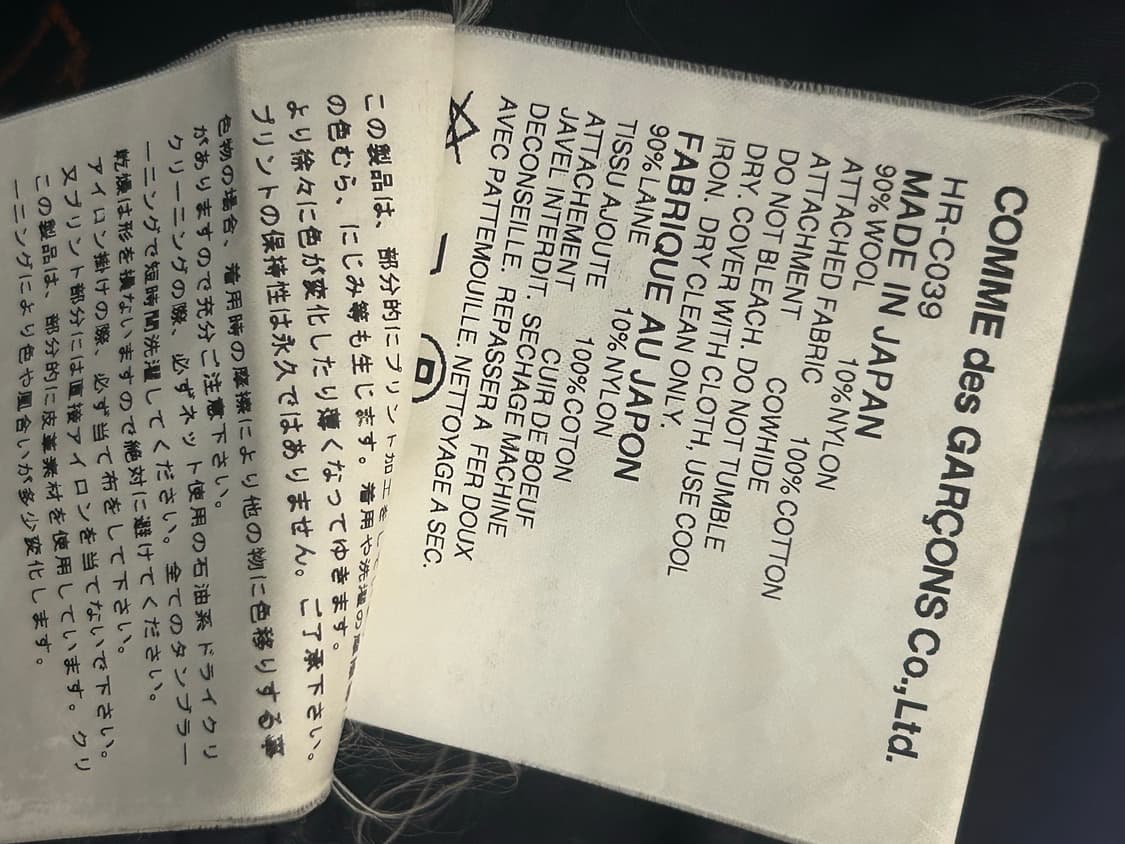 COMME des GARÇONS Co.,Ltd.
HR-C039
MADE IN JAPAN
90% WOOL 10% NYLON
ATTACHED FABRIC 100% COTTON
ATTACHMENT COWHIDE
DO NOT BLEACH. DO NOT TUMBLE
DRY. COVER WITH CLOTH, USE COOL
IRON. DRY CLEAN ONLY.
FABRIQUE AU JAPON
90% LAINE 10% NYLON
TISSU AJOUTE 100% COTON
ATTACHEMENT CUIR DE BOEUF
JAVEL INTERDIT. SECHAGE MACHINE
DECONSEILLE. REPASSER A FER DOUX
AVEC PATTEMOUILLE. NETTOYAGE A SEC.
この製品は、部分的にプリント加工をして
の色むら、にじみ等も生じます。着用や洗濯の
より徐々に色が変化したり薄くなってゆきます。
プリントの保持性は永久ではありません。ご了承下さい。
色物の場合、着用時の摩擦により他の物に色移りする事
がありますので充分ご注意下さい。
クリーニングの際、必ずネット使用の石油系ドライクリ
ーニングで短時間洗濯してください。全てのタンブラー
乾燥は形を損ないますので絶対に避けてください。
アイロン掛けの際、必ず当て布をして下さい。
又プリント部分には直接アイロンを当てないで下さい。
この製品は、部分的に皮革素材を使用しています。クリ
ーニングにより色や風合いが多少変化します。